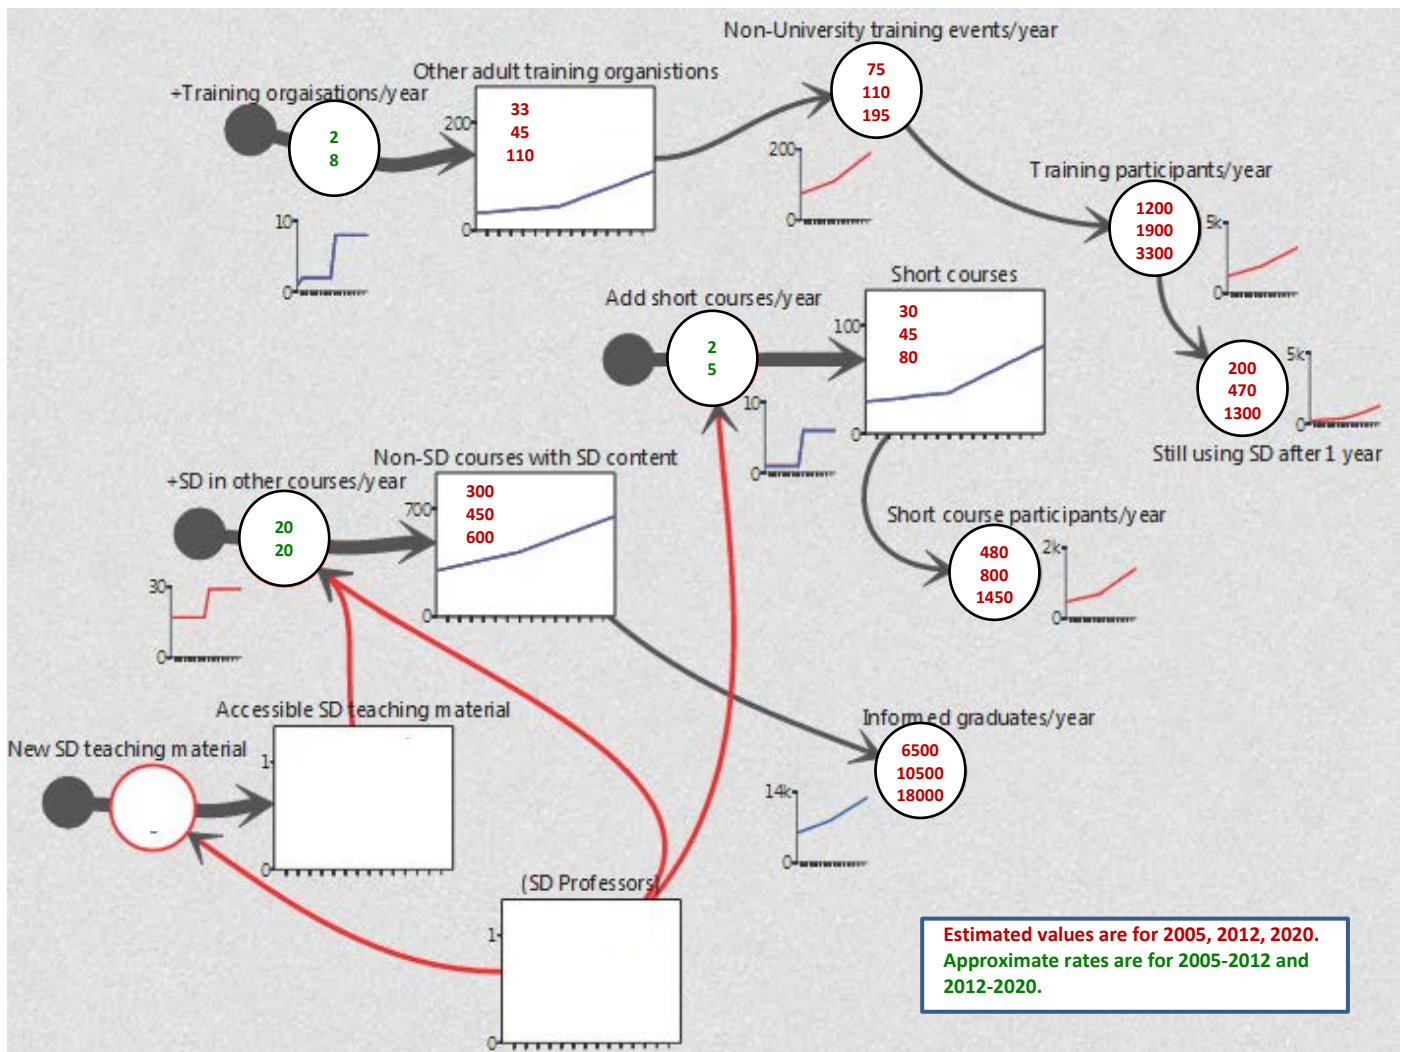 Non-University training events/year
75
110
195
200
0
Other adult training organistions
33
45
110
200
0
+Training orgaisations/year
2
8
10
0
Training participants/year
1200
1900
3300
5k
0
Short courses
30
45
80
100
0
Add short courses/year
2
5
10
0
200
470
1300
5k
0
Still using SD after 1 year
Non-SD courses with SD content
300
450
600
700
0
+SD in other courses/year
20
20
30
0
Short course participants/year
480
800
1450
2k
0
Accessible SD teaching material
1
0
New SD teaching material
Informed graduates/year
6500
10500
18000
14k
0
(SD Professors)
1
0
Estimated values are for 2005, 2012, 2020.
Approximate rates are for 2005-2012 and
2012-2020.